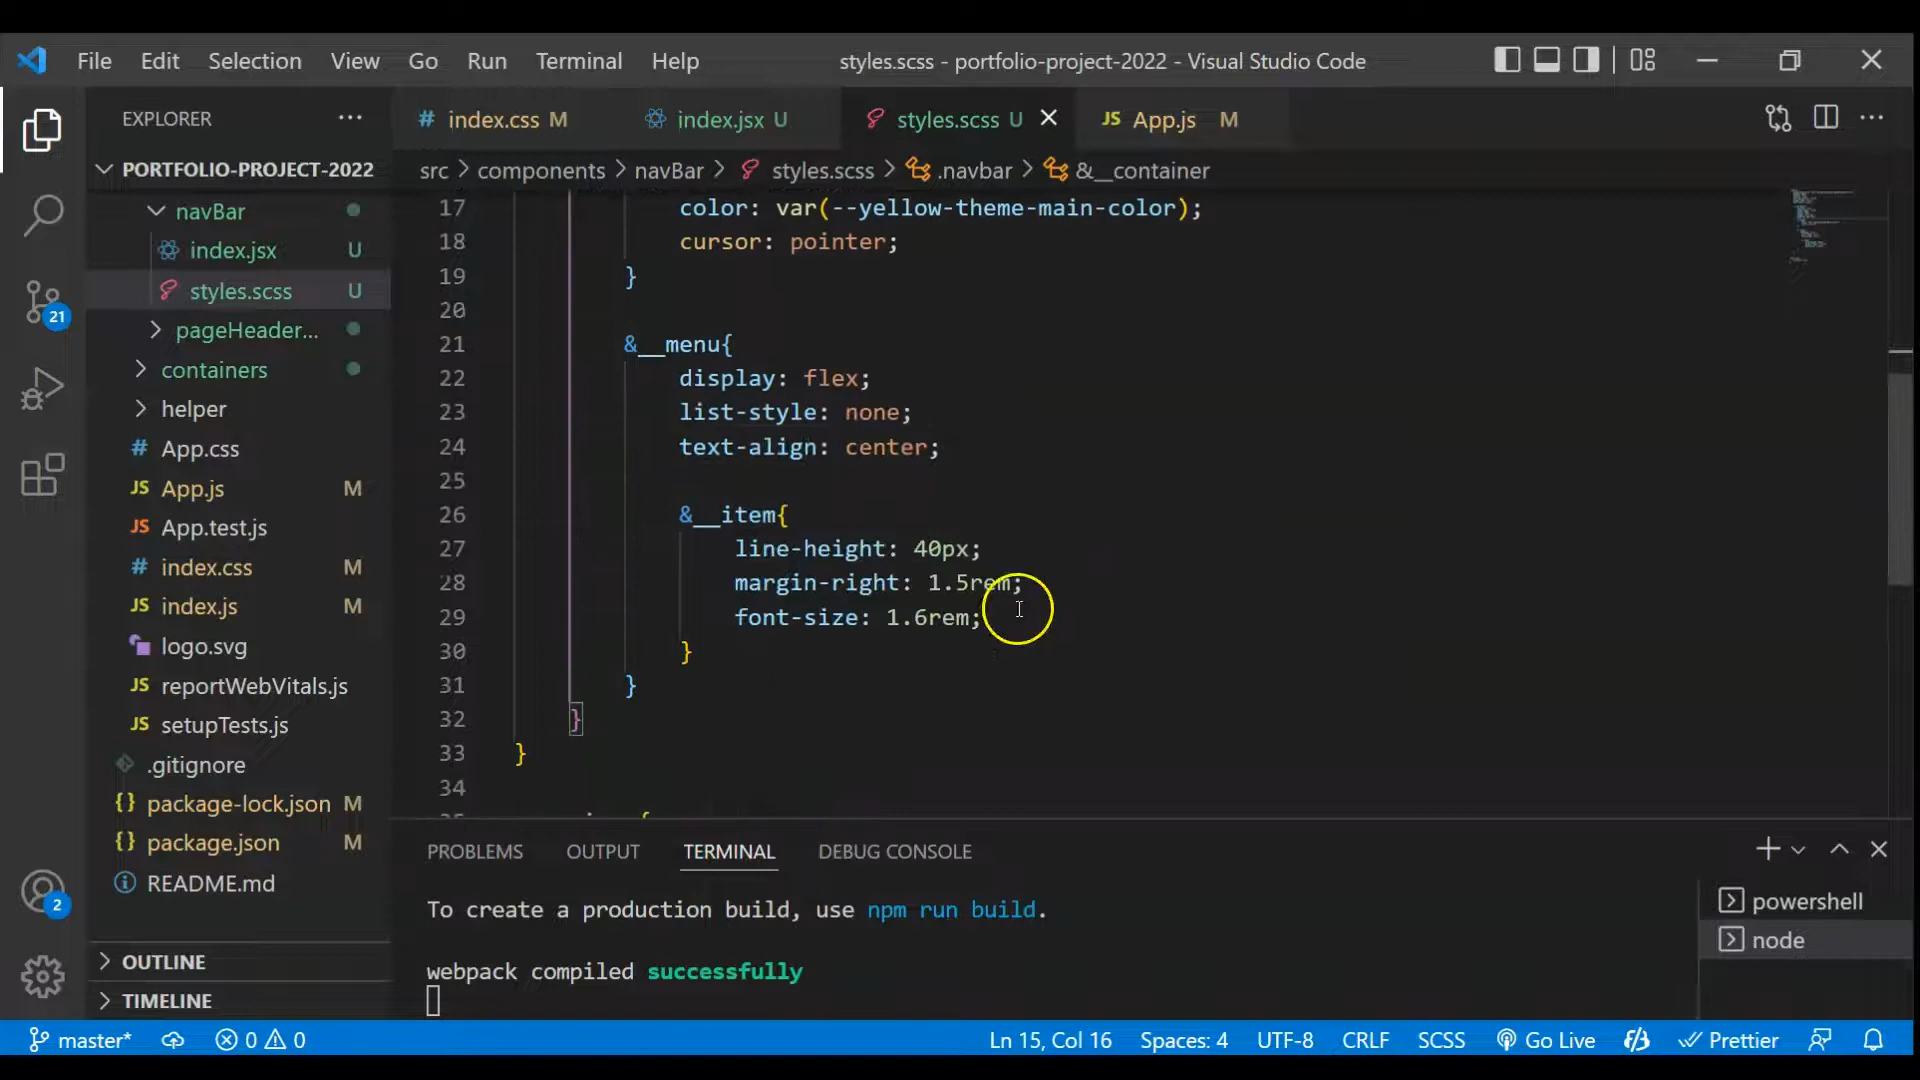 File Edit Selection View Go Run Terminal Help styles.scss - portfolio-project-2022 - Visual Studio Code
EXPLORER
# index.css M index.jsx U styles.scss U JS App.js M
PORTFOLIO-PROJECT-2022
src > components > navBar > styles.scss > .navbar > &__container
navBar
index.jsx U
styles.scss U
pageHeader...
containers
helper
# App.css
JS App.js M
JS App.test.js
# index.css M
JS index.js M
logo.svg
JS reportWebVitals.js
JS setupTests.js
.gitignore
{} package-lock.json M
{} package.json M
README.md
OUTLINE
TIMELINE
21
2
17 color: var(--yellow-theme-main-color);
18 cursor: pointer;
19 }
20
21 &__menu{
22 display: flex;
23 list-style: none;
24 text-align: center;
25
26 &__item{
27 line-height: 40px;
28 margin-right: 1.5rem;
29 font-size: 1.6rem;
30 }
31 }
32 }
33 }
34
PROBLEMS OUTPUT TERMINAL DEBUG CONSOLE
To create a production build, use npm run build.
webpack compiled successfully
powershell
node
master* 0 0 Ln 15, Col 16 Spaces: 4 UTF-8 CRLF SCSS Go Live Prettier